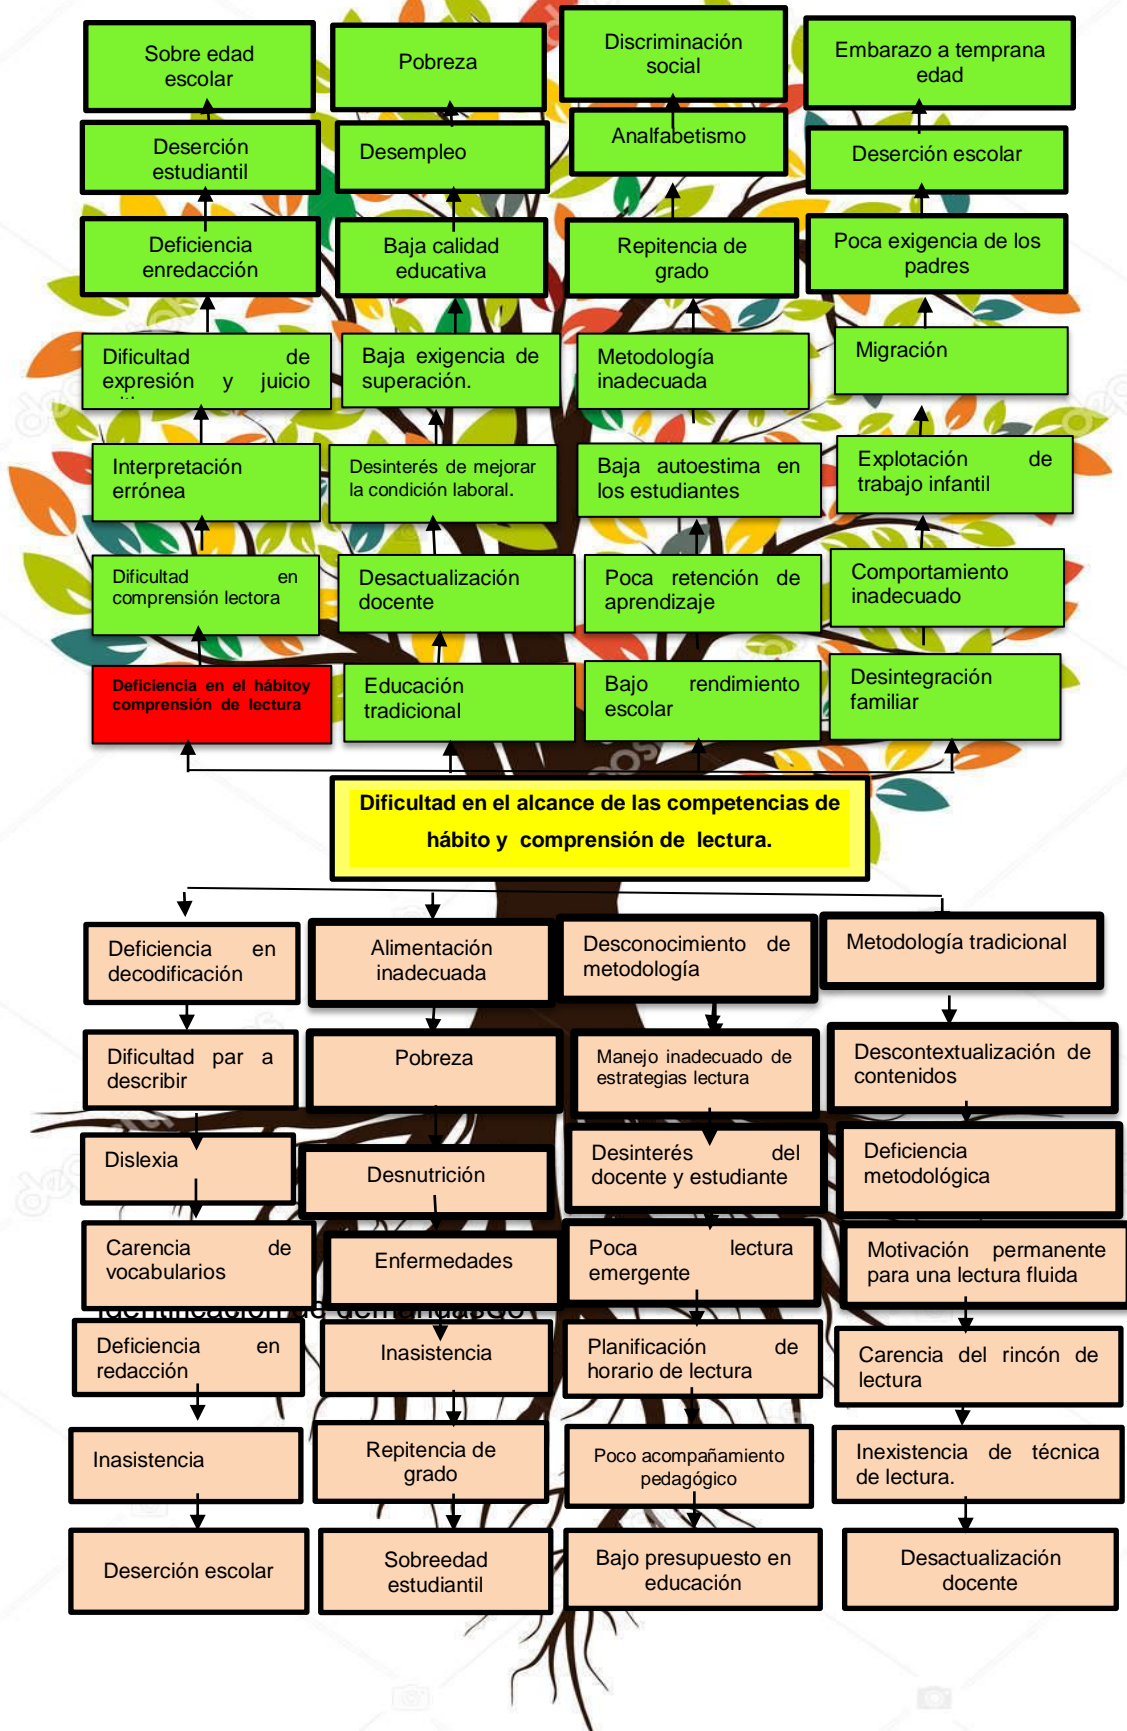 Sobre edad
escolar
Pobreza
Discriminación
social
Embarazo a temprana
edad
Deserción
estudiantil
Desempleo
Analfabetismo
Deserción escolar
Deficiencia
enredacción
Baja calidad
educativa
Repitencia de
grado
Poca exigencia de los
padres
Dificultad de
expresión y juicio
Baja exigencia de
superación.
Metodología
inadecuada
Migración
Interpretación
errónea
Desinterés de mejorar
la condición laboral.
Baja autoestima en
los estudiantes
Explotación de
trabajo infantil
Dificultad en
comprensión lectora
Desactualización
docente
Poca retención de
aprendizaje
Comportamiento
inadecuado
Deficiencia en el hábitoy
comprensión de lectura
Educación
tradicional
Bajo rendimiento
escolar
Desintegración
familiar
Dificultad en el alcance de las competencias de
hábito y comprensión de lectura.
Deficiencia en
decodificación
Alimentación
inadecuada
Desconocimiento de
metodología
Metodología tradicional
Dificultad par a
describir
Pobreza
Manejo inadecuado de
estrategias lectura
Descontextualización de
contenidos
Dislexia
Desnutrición
Desinterés del
docente y estudiante
Deficiencia
metodológica
Carencia de
vocabularios
Enfermedades
Poca lectura
emergente
Motivación permanente
para una lectura fluida
Identificación de demandas
Deficiencia en
redacción
Inasistencia
Planificación de
horario de lectura
Carencia del rincón de
lectura
Inasistencia
Repitencia de
grado
Poco acompañamiento
pedagógico
Inexistencia de técnica
de lectura.
Deserción escolar
Sobreedad
estudiantil
Bajo presupuesto en
educación
Desactualización
docente